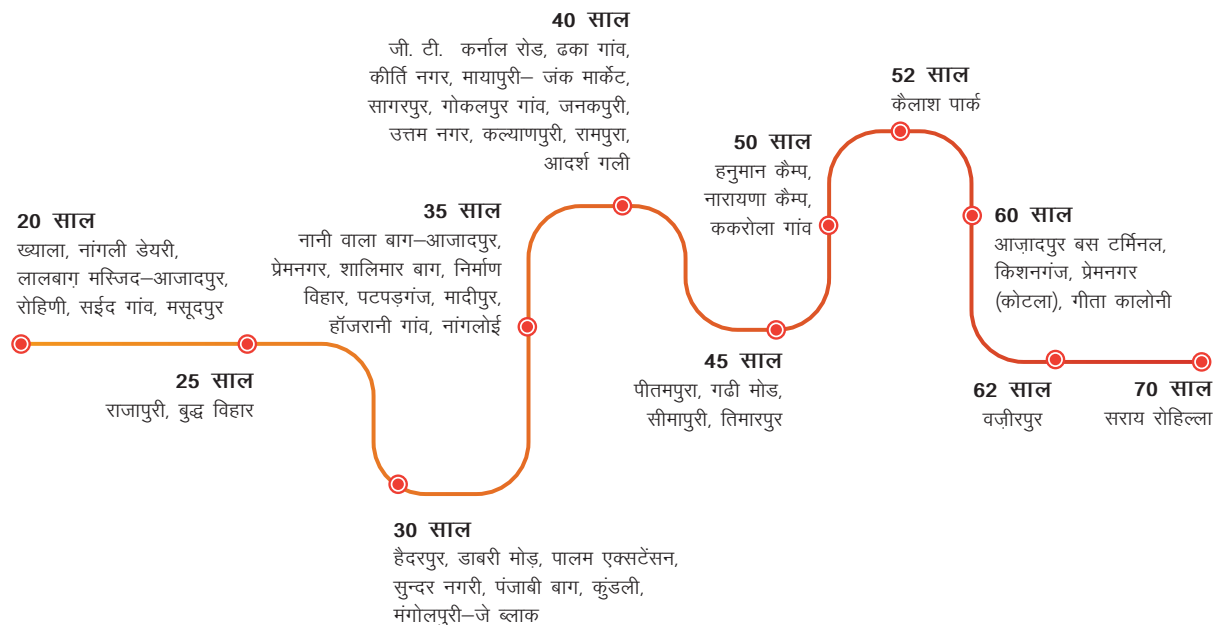 20 साल
ख्याला, नांगली डेयरी,
लालबाग़ मस्जिद–आजादपुर,
रोहिणी, सईद गांव, मसूदपुर
25 साल
राजापुरी, बुद्ध विहार
30 साल
हैदरपुर, डाबरी मोड़, पालम एक्सटेंसन,
सुन्दर नगरी, पंजाबी बाग, कुंडली,
मंगोलपुरी–जे ब्लाक
35 साल
नानी वाला बाग–आजादपुर,
प्रेमनगर, शालिमार बाग, निर्माण
विहार, पटपड़गंज, मादीपुर,
हॉजरानी गांव, नांगलोई
40 साल
जी. टी. कर्नाल रोड, ढका गांव,
कीर्ति नगर, मायापुरी– जंक मार्केट,
सागरपुर, गोकलपुर गांव, जनकपुरी,
उत्तम नगर, कल्याणपुरी, रामपुरा,
आदर्श गली
45 साल
पीतमपुरा, गढी मोड,
सीमापुरी, तिमारपुर
50 साल
हनुमान कैम्प,
नारायणा कैम्प,
ककरोला गांव
52 साल
कैलाश पार्क
60 साल
आज़ादपुर बस टर्मिनल,
किशनगंज, प्रेमनगर
(कोटला), गीता कालोनी
62 साल
वज़ीरपुर
70 साल
सराय रोहिल्ला